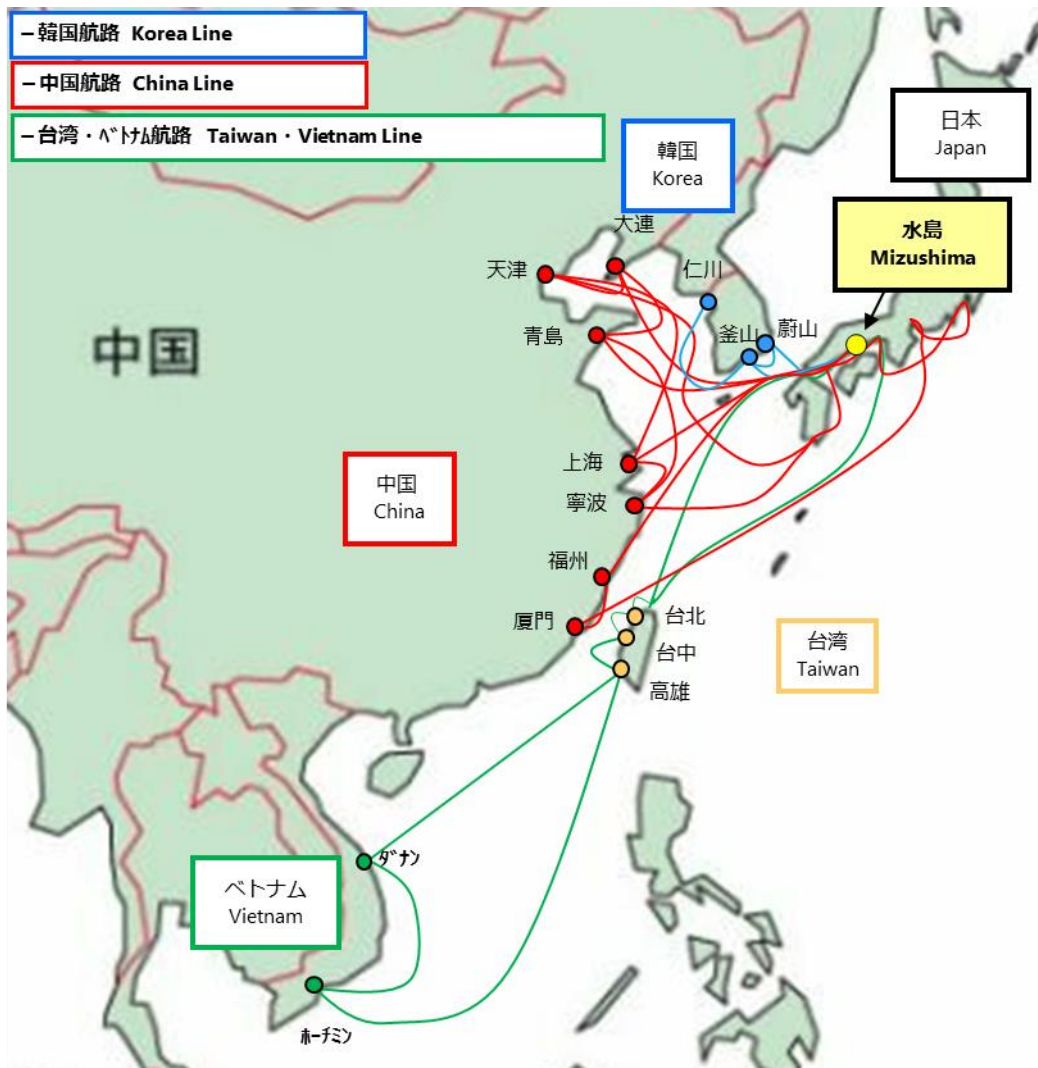 －韓国航路 Korea Line
－中国航路 China Line
－台湾・ﾍﾞﾄﾅﾑ航路 Taiwan・Vietnam Line
日本
Japan
韓国
Korea
水島
Mizushima
大連
天津
仁川
青島
釜山
蔚山
中国
上海
中国
China
寧波
福州
厦門
台北
台中
台湾
Taiwan
高雄
ﾀﾞﾅﾝ
ベトナム
Vietnam
ﾎｰﾁﾐﾝ